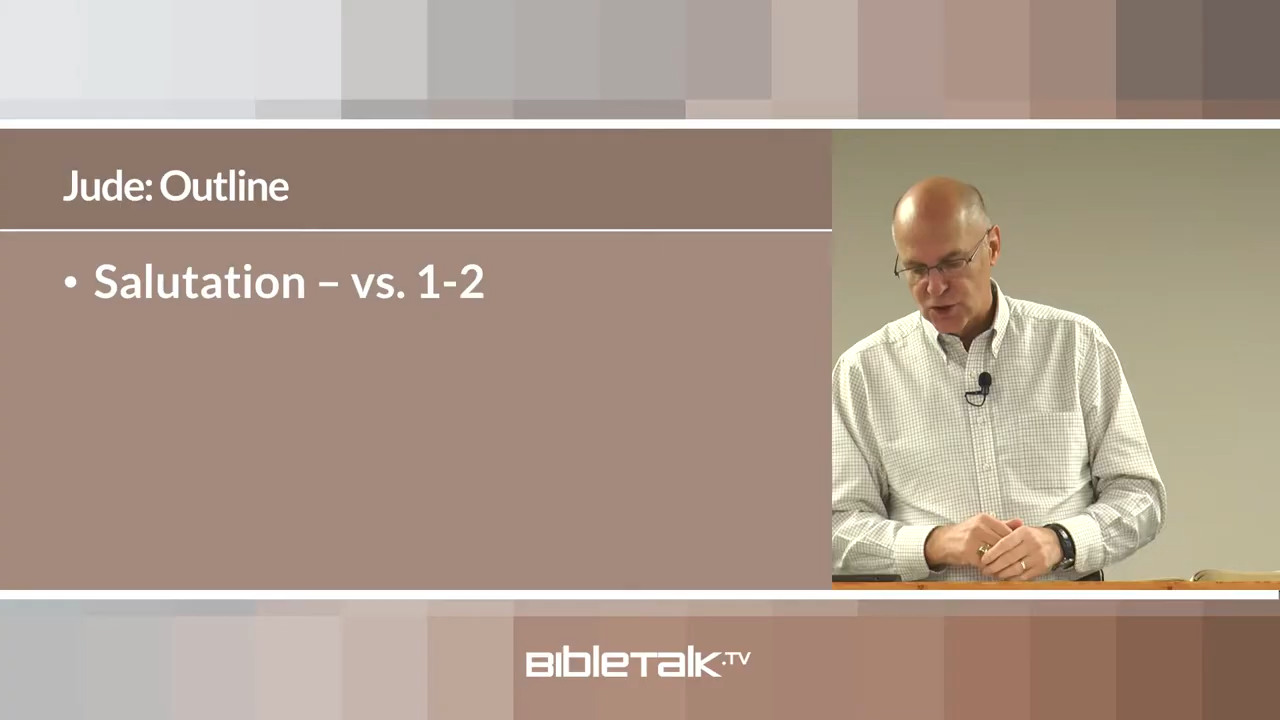 Jude: Outline
• Salutation – vs. 1-2
BIBLETALK.TV